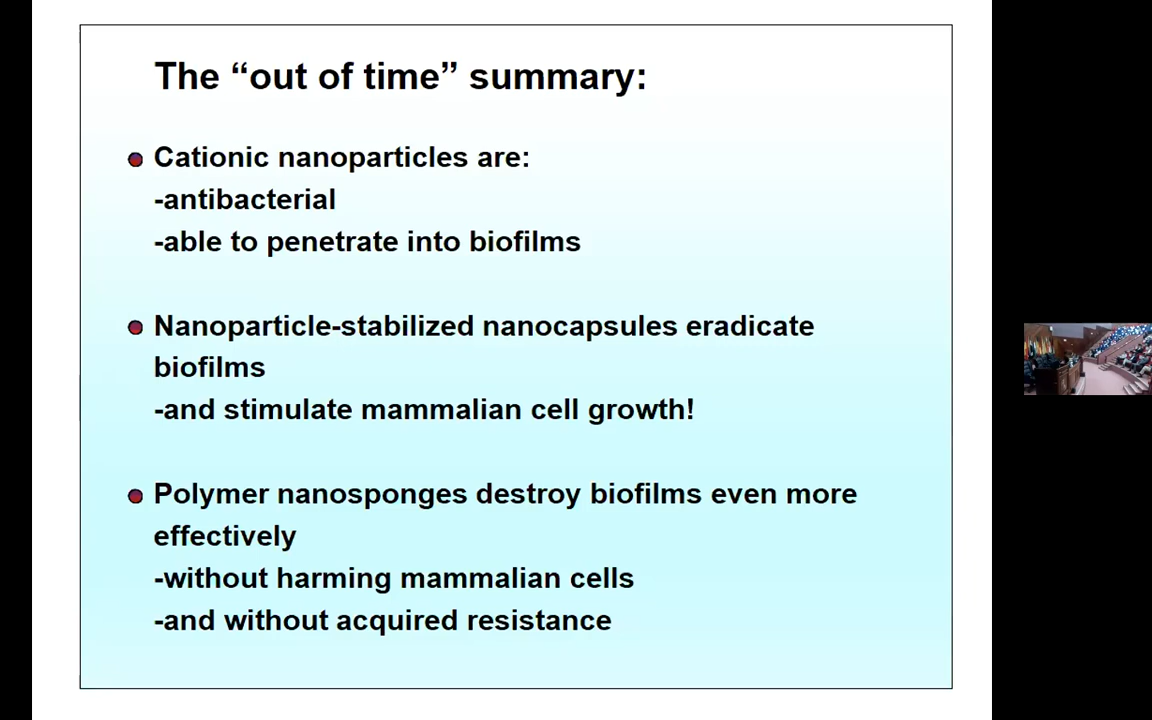 The “out of time” summary:
Cationic nanoparticles are:
-antibacterial
-able to penetrate into biofilms
Nanoparticle-stabilized nanocapsules eradicate
biofilms
-and stimulate mammalian cell growth!
Polymer nanosponges destroy biofilms even more
effectively
-without harming mammalian cells
-and without acquired resistance